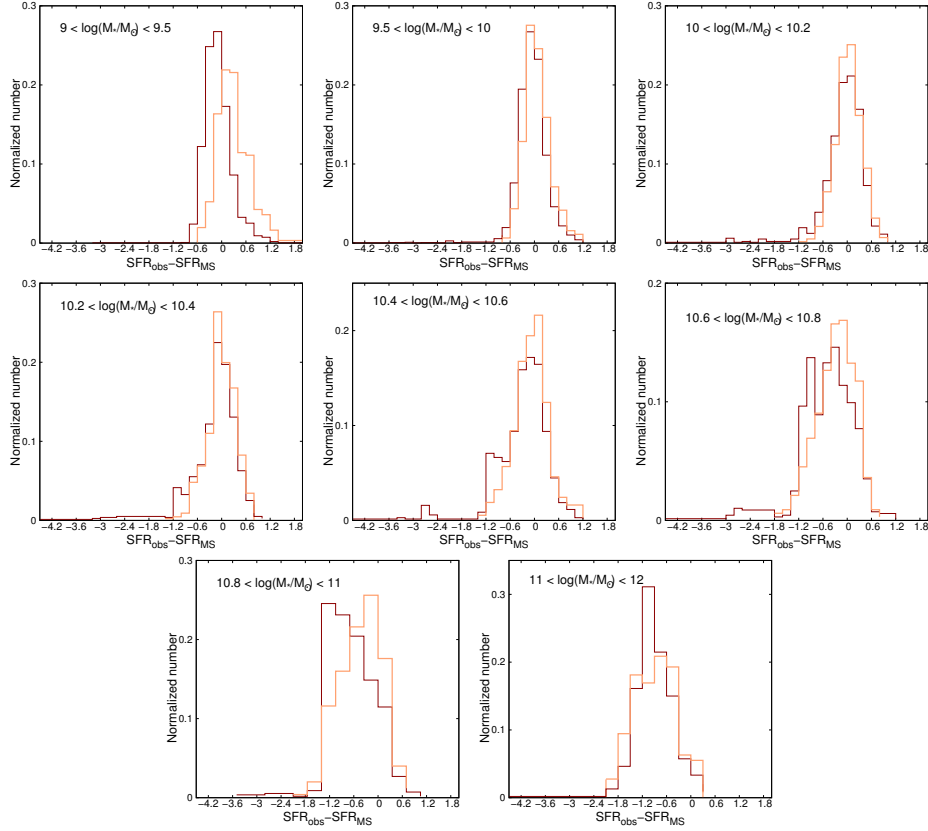 0.3 0.3 0.3
9 < log(M*/M⊙) < 9.5 9.5 < log(M*/M⊙) < 10 10 < log(M*/M⊙) < 10.2
0.2 0.2 0.2
Normalized number Normalized number Normalized number
0.1 0.1 0.1
0 0 0
−4.2 −3.6 −3 −2.4 −1.8 −1.2 −0.6 0 0.6 1.2 1.8 −4.2 −3.6 −3 −2.4 −1.8 −1.2 −0.6 0 0.6 1.2 1.8 −4.2 −3.6 −3 −2.4 −1.8 −1.2 −0.6 0 0.6 1.2 1.8
SFRobs−SFRMS SFRobs−SFRMS SFRobs−SFRMS
0.3 0.3 0.2
10.2 < log(M*/M⊙) < 10.4 10.4 < log(M*/M⊙) < 10.6 10.6 < log(M*/M⊙) < 10.8
0.2 0.2
Normalized number Normalized number Normalized number
0.1 0.1 0.1
0 0 0
−4.2 −3.6 −3 −2.4 −1.8 −1.2 −0.6 0 0.6 1.2 1.8 −4.2 −3.6 −3 −2.4 −1.8 −1.2 −0.6 0 0.6 1.2 1.8 −4.2 −3.6 −3 −2.4 −1.8 −1.2 −0.6 0 0.6 1.2 1.8
SFRobs−SFRMS SFRobs−SFRMS SFRobs−SFRMS
0.3 0.3
10.8 < log(M*/M⊙) < 11 11 < log(M*/M⊙) < 12
0.2 0.2
Normalized number Normalized number
0.1 0.1
0 0
−4.2 −3.6 −3 −2.4 −1.8 −1.2 −0.6 0 0.6 1.2 1.8 −4.2 −3.6 −3 −2.4 −1.8 −1.2 −0.6 0 0.6 1.2 1.8
SFRobs−SFRMS SFRobs−SFRMS